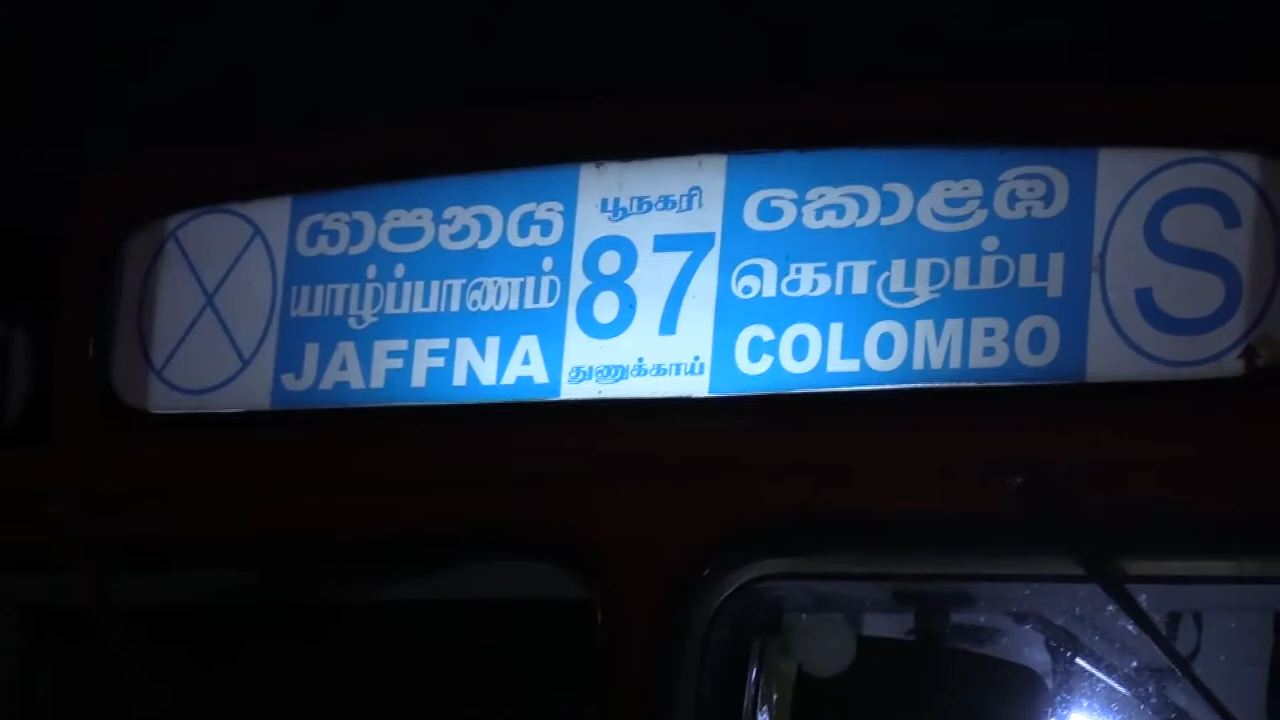 යාපනය
யாழ்ப்பாணம்
JAFFNA
பூநகரி
87
துணுக்காய்
කොළඹ
கொழும்பு
COLOMBO
S